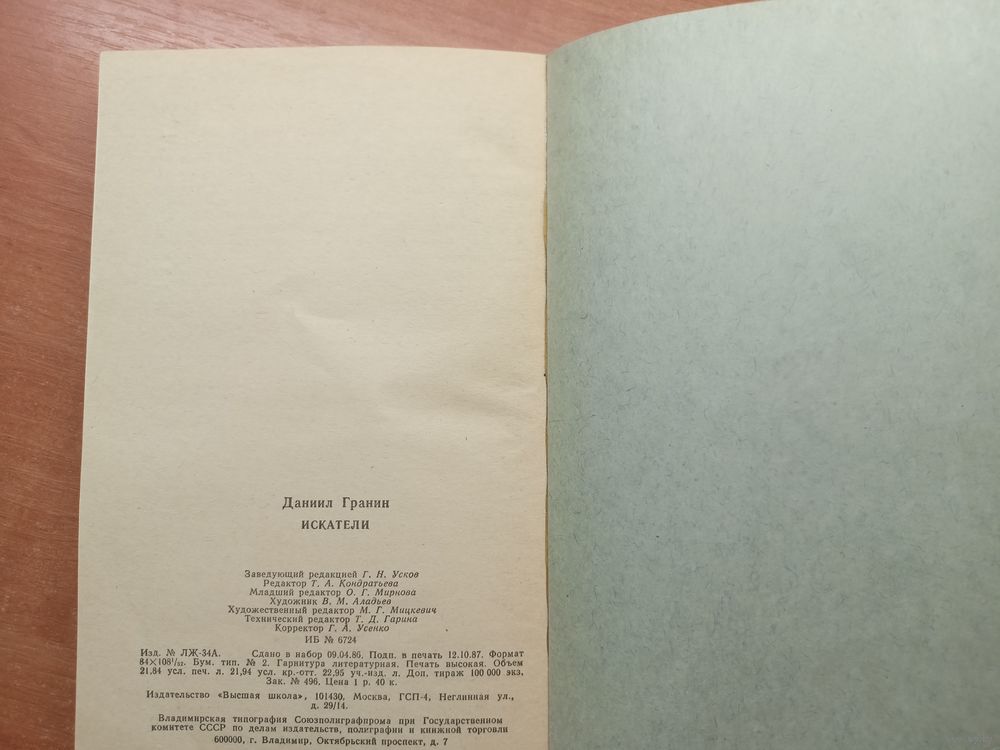 Даниил Гранин
ИСКАТЕЛИ
Заведующий редакцией Г. Н. Усков
Редактор Т. А. Кондратьева
Младший редактор О. Г. Мирнова
Художник В. М. Аладьев
Художественный редактор М. Г. Мицкевич
Технический редактор Т. Д. Гарина
Корректор Г. А. Усенко
ИБ № 6724
Изд. № ЛЖ-34А. Сдано в набор 09.04.86. Подп. в печать 12.10.87. Формат
84×108¹/₃₂. Бум. тип. № 2. Гарнитура литературная. Печать высокая. Объем
21,84 усл. печ. л. 21,94 усл. кр.-отт. 22,95 уч.-изд. л. Доп. тираж 100 000 экз.
Зак. № 496. Цена 1 р. 40 к.
Издательство «Высшая школа», 101430, Москва, ГСП-4, Неглинная ул.,
д. 29/14.
Владимирская типография Союзполиграфпрома при Государственном
комитете СССР по делам издательств, полиграфии и книжной торговли
600000, г. Владимир, Октябрьский проспект, д. 7